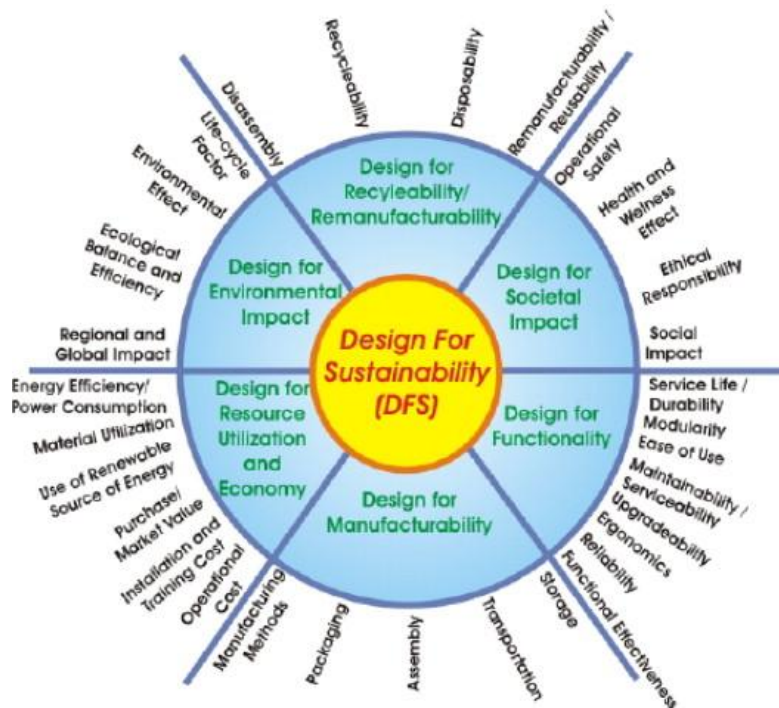 Design For
Sustainability
(DFS)
Design for
Recyleability/
Remanufacturability
Disassembly
Recycleability
Disposability
Remanufacturability /
Reusability
Design for
Societal
Impact
Operational
Safety
Health and
Welness
Effect
Ethical
Responsibility
Social
Impact
Design for
Functionality
Service Life /
Durability
Modularity
Ease of Use
Maintainability /
Serviceability
Upgradeability
Ergonomics
Reliability
Functional Effectiveness
Design for
Manufacturability
Storage
Transportation
Assembly
Packaging
Manufacturing
Methods
Design for
Resource
Utilization
and
Economy
Operational
Cost
Installation and
Training Cost
Purchase/
Market Value
Use of Renewable
Source of Energy
Material Utilization
Energy Efficiency/
Power Consumption
Design for
Environmental
Impact
Regional and
Global Impact
Ecological
Balance and
Efficiency
Environmental
Effect
Life-cycle
Factor